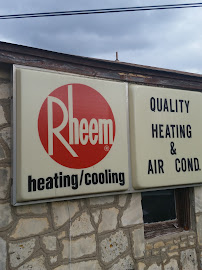 Rheem®
heating/cooling
QUALITY
HEATING
&
AIR COND.